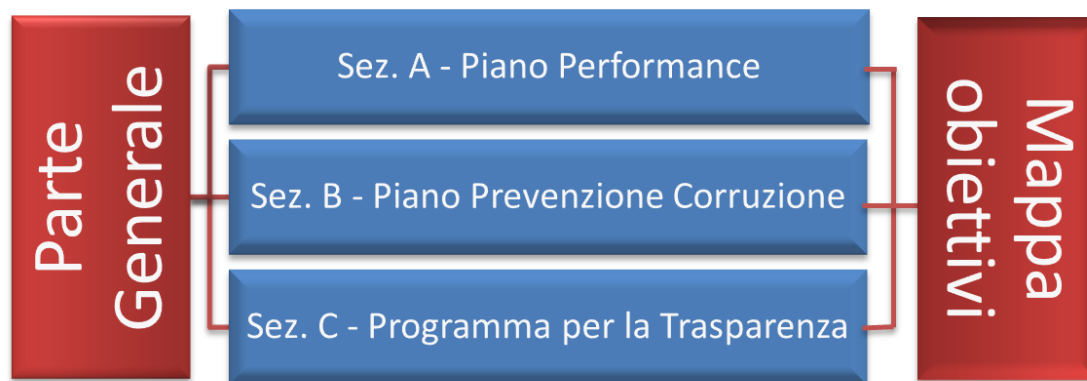 Parte
Generale
Sez. A - Piano Performance
Sez. B - Piano Prevenzione Corruzione
Sez. C - Programma per la Trasparenza
Mappa
obiettivi